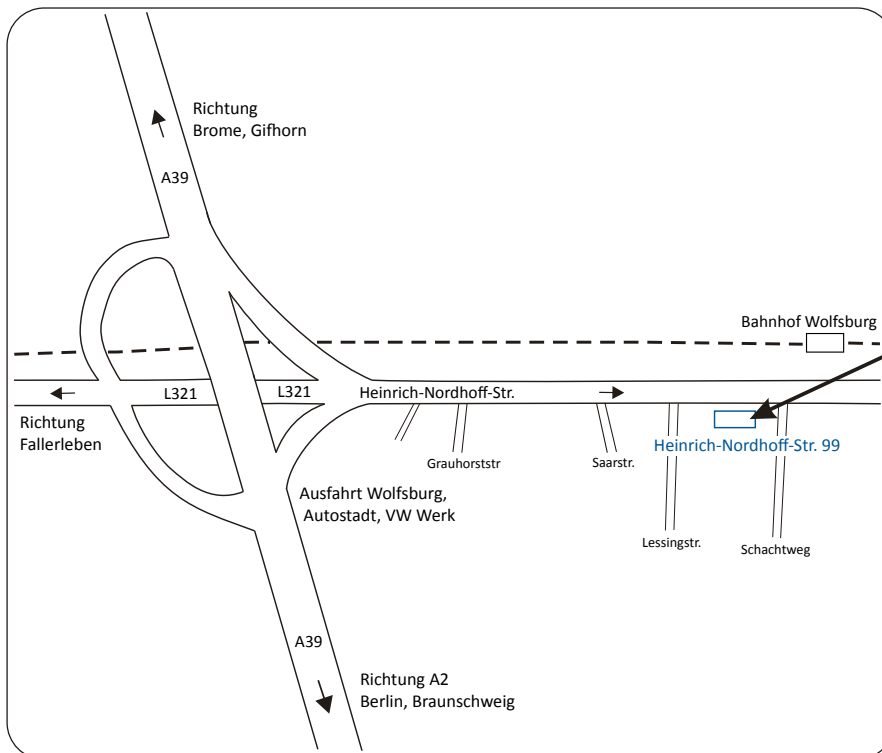 Richtung
Brome, Gifhorn
A39
Bahnhof Wolfsburg
L321
L321
Heinrich-Nordhoff-Str.
Richtung
Fallerleben
Grauhorststr
Saarstr.
Heinrich-Nordhoff-Str. 99
Ausfahrt Wolfsburg,
Autostadt, VW Werk
Lessingstr.
Schachtweg
A39
Richtung A2
Berlin, Braunschweig